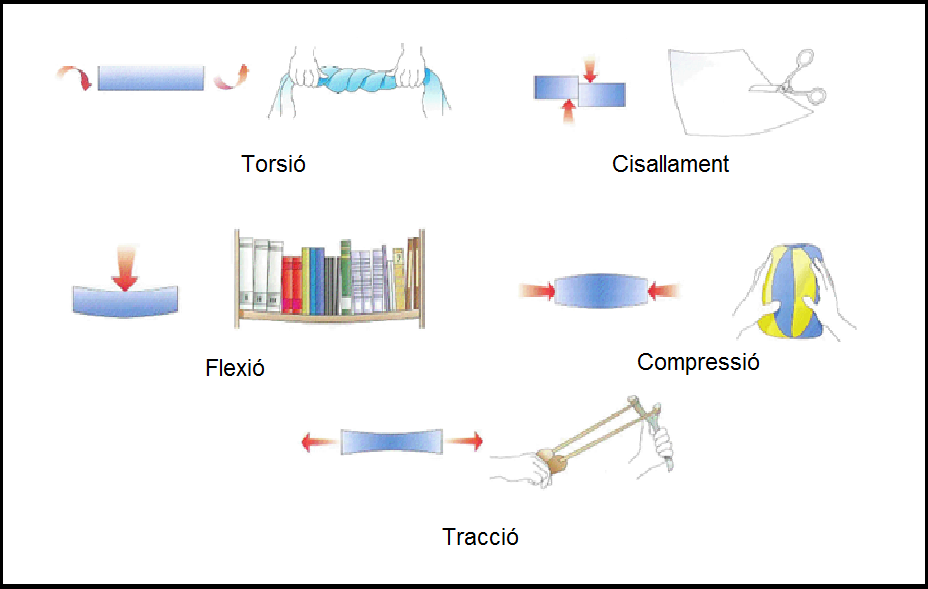 Torsió
Cisallament
Flexió
Compressió
Tracció